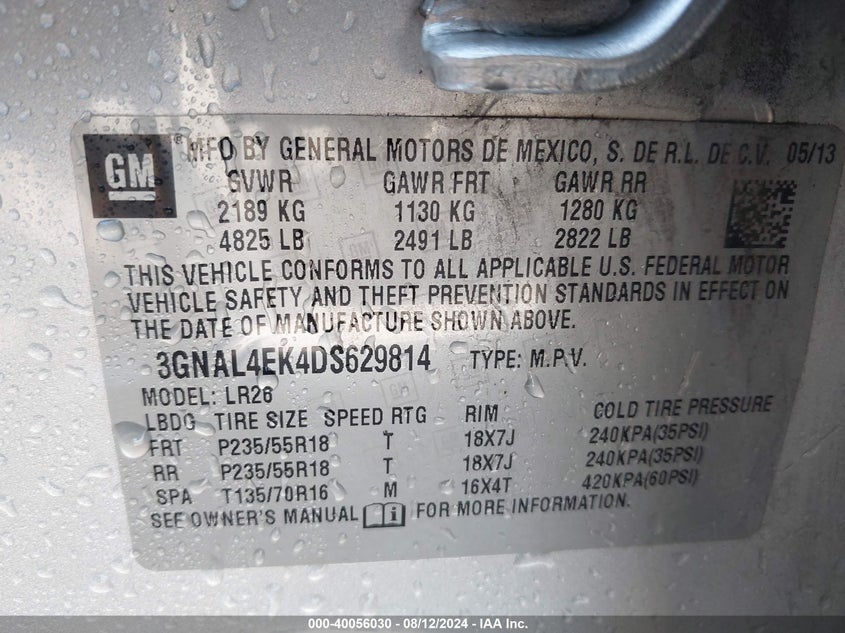 GM
MFD BY GENERAL MOTORS DE MEXICO, S. DE R.L. DE C.V. 05/13
GVWR GAWR FRT GAWR RR
2189 KG 1130 KG 1280 KG
4825 LB 2491 LB 2822 LB
THIS VEHICLE CONFORMS TO ALL APPLICABLE U.S. FEDERAL MOTOR
VEHICLE SAFETY AND THEFT PREVENTION STANDARDS IN EFFECT ON
THE DATE OF MANUFACTURE SHOWN ABOVE.
3GNAL4EK4DS629814 TYPE: M.P.V.
MODEL: LR26
LBDG TIRE SIZE SPEED RTG RIM COLD TIRE PRESSURE
FRT P235/55R18 T 18X7J 240KPA(35PSI)
RR P235/55R18 T 18X7J 240KPA(35PSI)
SPA T135/70R16 M 16X4T 420KPA(60PSI)
SEE OWNER'S MANUAL i FOR MORE INFORMATION.
000-40056030 - 08/12/2024 - IAA Inc.